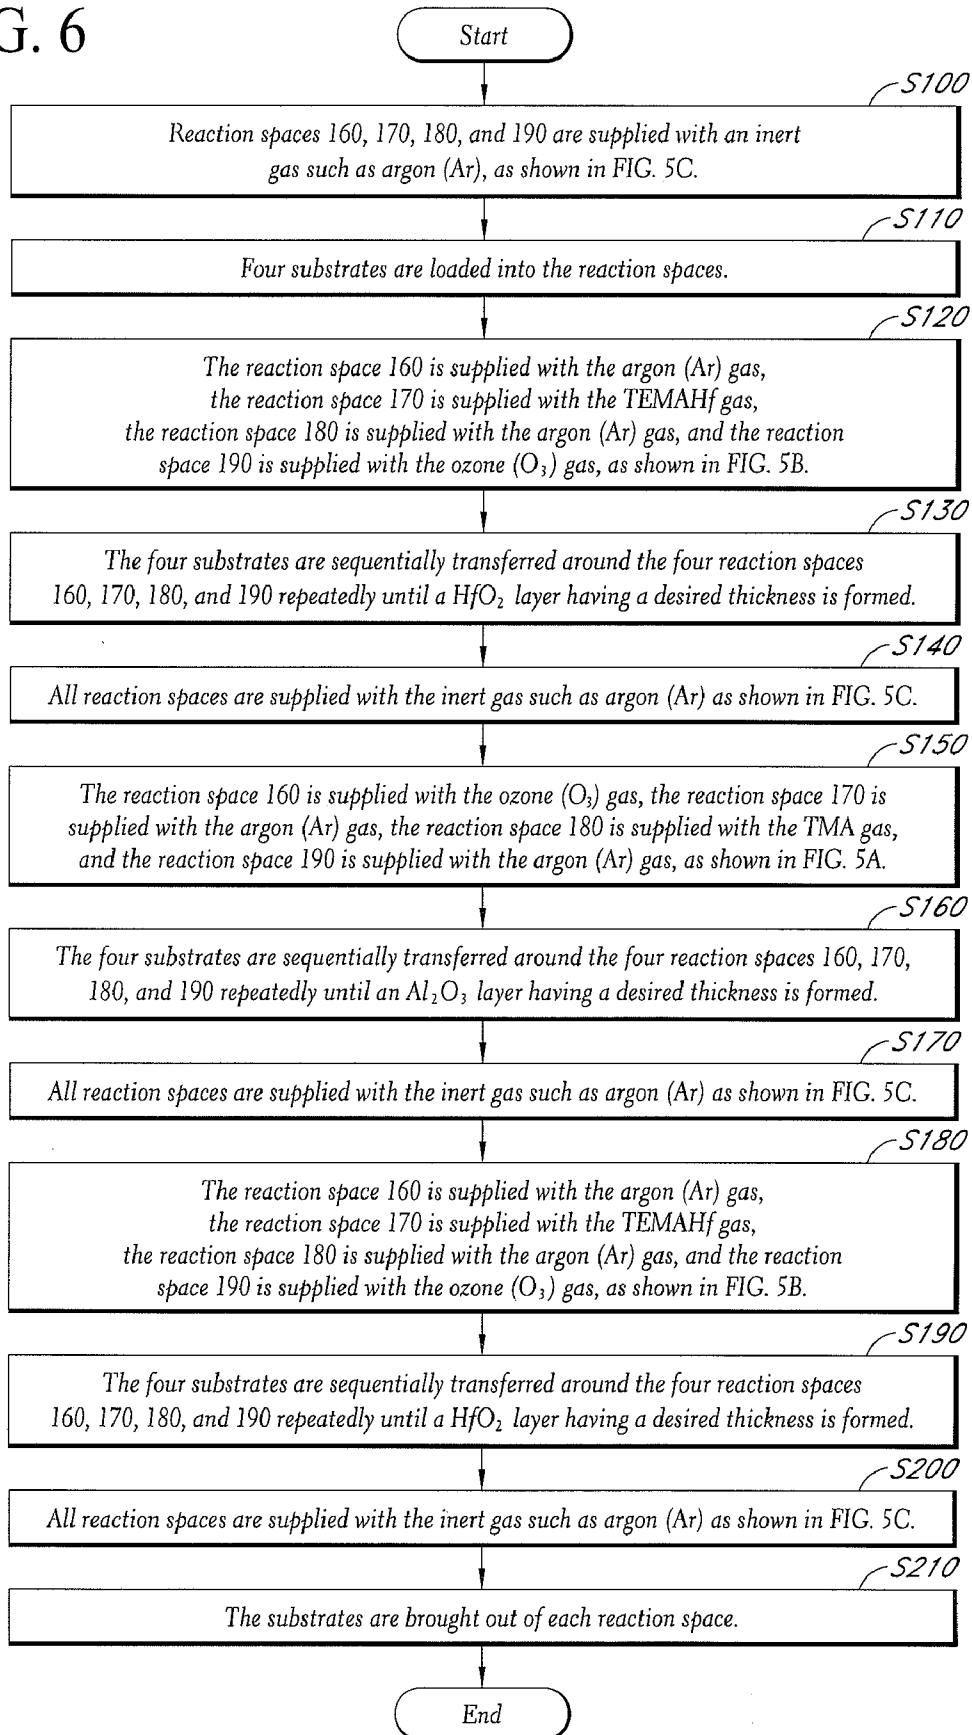 G. 6
Start
S100
Reaction spaces 160, 170, 180, and 190 are supplied with an inert
gas such as argon (Ar), as shown in FIG. 5C.
S110
Four substrates are loaded into the reaction spaces.
S120
The reaction space 160 is supplied with the argon (Ar) gas,
the reaction space 170 is supplied with the TEMAHf gas,
the reaction space 180 is supplied with the argon (Ar) gas, and the reaction
space 190 is supplied with the ozone (O₃) gas, as shown in FIG. 5B.
S130
The four substrates are sequentially transferred around the four reaction spaces
160, 170, 180, and 190 repeatedly until a HfO₂ layer having a desired thickness is formed.
S140
All reaction spaces are supplied with the inert gas such as argon (Ar) as shown in FIG. 5C.
S150
The reaction space 160 is supplied with the ozone (O₃) gas, the reaction space 170 is
supplied with the argon (Ar) gas, the reaction space 180 is supplied with the TMA gas,
and the reaction space 190 is supplied with the argon (Ar) gas, as shown in FIG. 5A.
S160
The four substrates are sequentially transferred around the four reaction spaces 160, 170,
180, and 190 repeatedly until an Al₂O₃ layer having a desired thickness is formed.
S170
All reaction spaces are supplied with the inert gas such as argon (Ar) as shown in FIG. 5C.
S180
The reaction space 160 is supplied with the argon (Ar) gas,
the reaction space 170 is supplied with the TEMAHf gas,
the reaction space 180 is supplied with the argon (Ar) gas, and the reaction
space 190 is supplied with the ozone (O₃) gas, as shown in FIG. 5B.
S190
The four substrates are sequentially transferred around the four reaction spaces
160, 170, 180, and 190 repeatedly until a HfO₂ layer having a desired thickness is formed.
S200
All reaction spaces are supplied with the inert gas such as argon (Ar) as shown in FIG. 5C.
S210
The substrates are brought out of each reaction space.
End